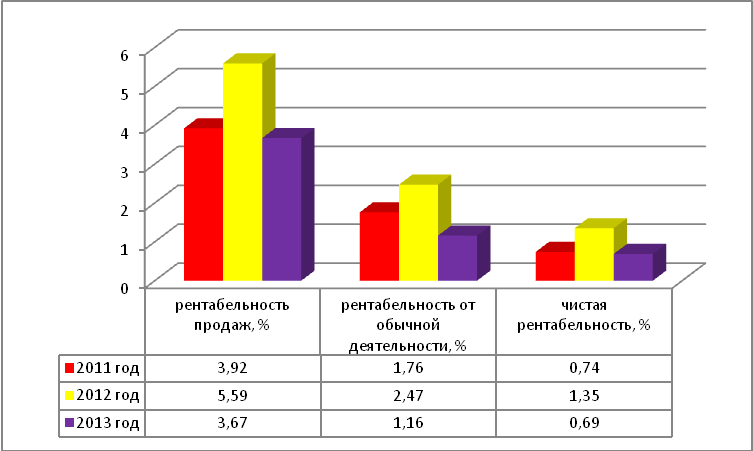 6
5
4
3
2
1
0
рентабельность продаж, %
рентабельность от обычной деятельности, %
чистая рентабельность, %
2011 год 3,92 1,76 0,74
2012 год 5,59 2,47 1,35
2013 год 3,67 1,16 0,69